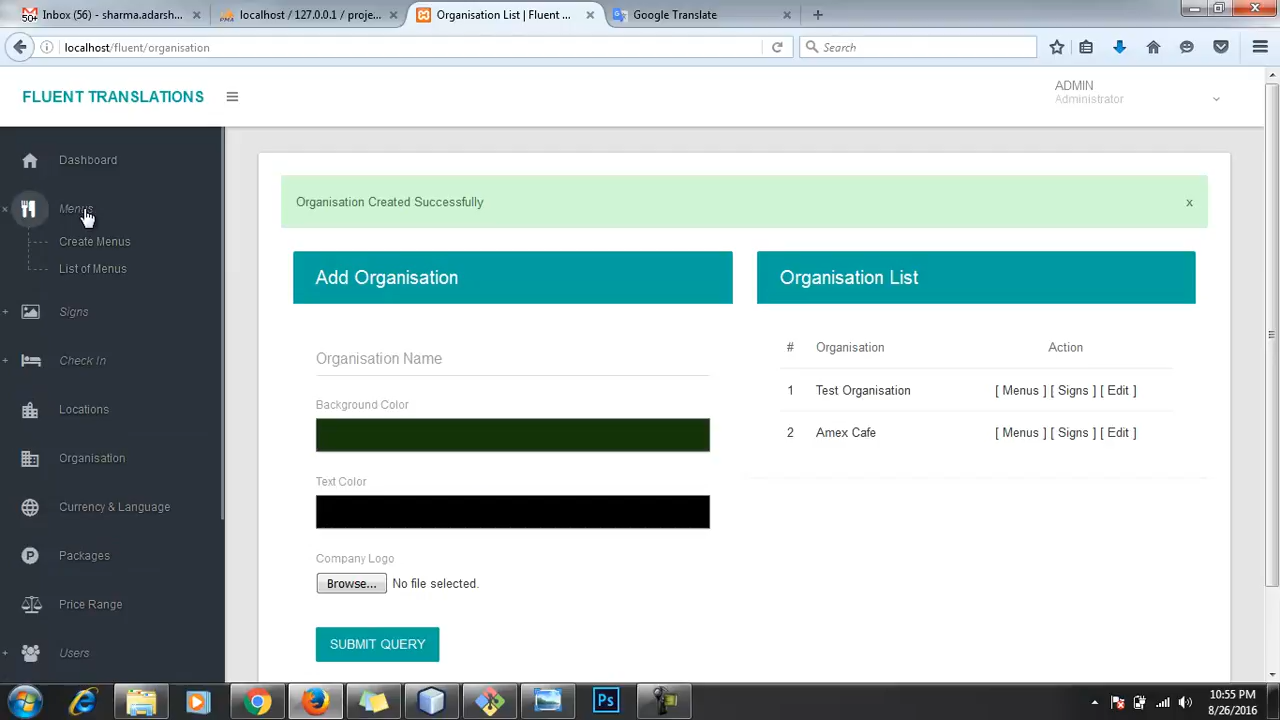 50+ Inbox (56) - sharma.adarsh...
localhost / 127.0.0.1 / proje...
Organisation List | Fluent ...
Google Translate
localhost/fluent/organisation
Search
FLUENT TRANSLATIONS
ADMIN
Administrator
Dashboard
Menus
Create Menus
List of Menus
Signs
Check In
Locations
Organisation
Currency & Language
Packages
Price Range
Users
Organisation Created Successfully x
Add Organisation
Organisation Name
Background Color
Text Color
Company Logo
Browse... No file selected.
SUBMIT QUERY
Organisation List
# Organisation Action
1 Test Organisation [ Menus ] [ Signs ] [ Edit ]
2 Amex Cafe [ Menus ] [ Signs ] [ Edit ]
Ps
10:55 PM
8/26/2016